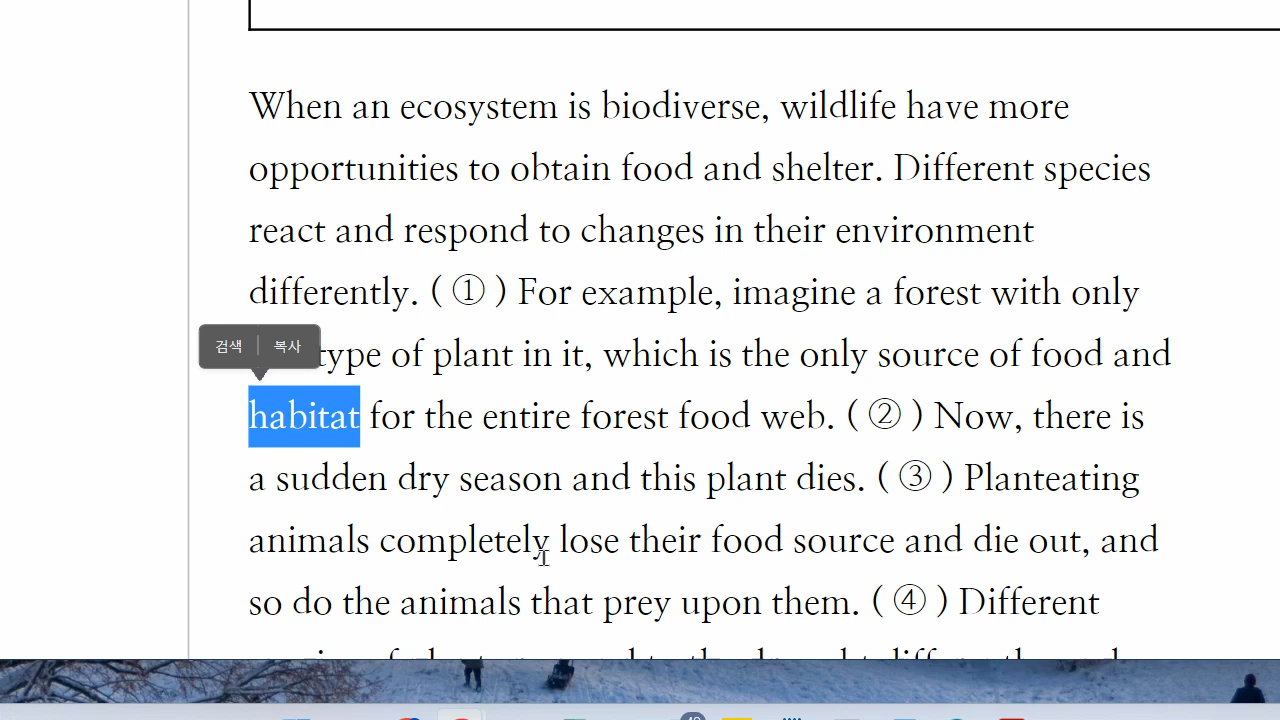 When an ecosystem is biodiverse, wildlife have more
opportunities to obtain food and shelter. Different species
react and respond to changes in their environment
differently. ( ① ) For example, imagine a forest with only
검색 복사
type of plant in it, which is the only source of food and
habitat for the entire forest food web. ( ② ) Now, there is
a sudden dry season and this plant dies. ( ③ ) Planteating
animals completely lose their food source and die out, and
so do the animals that prey upon them. ( ④ ) Different